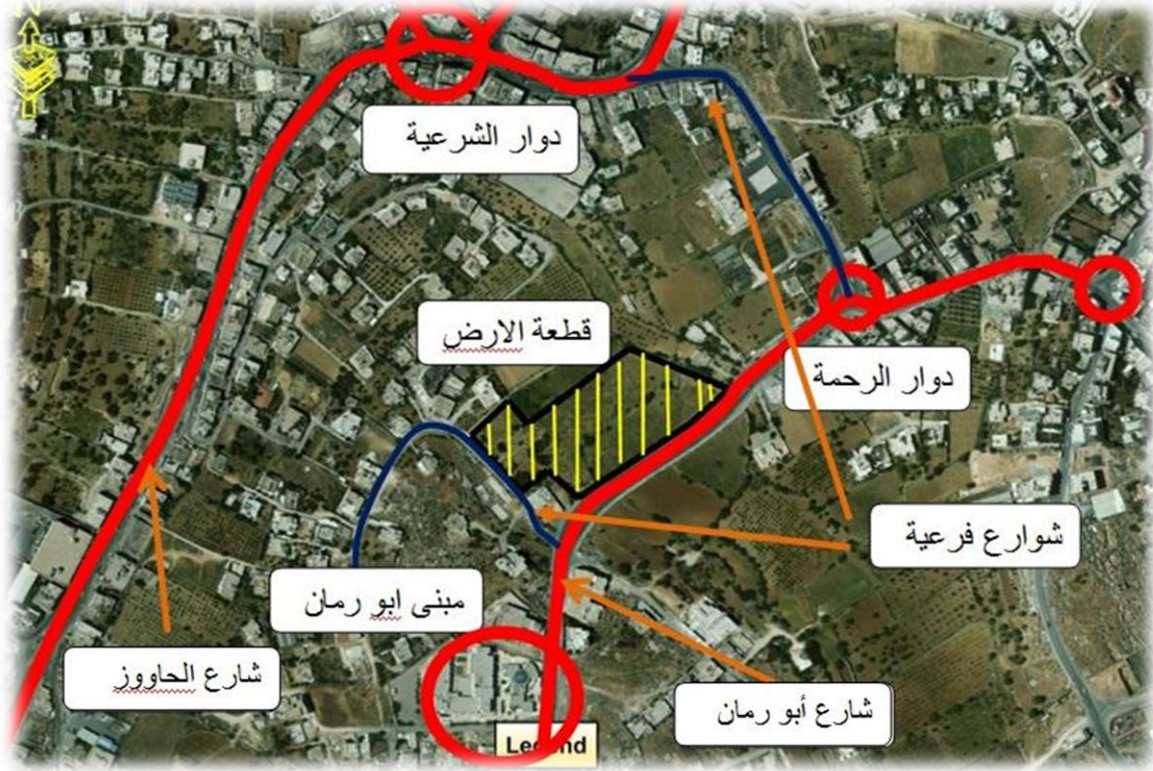 N
دوار الشرعية
قطعة الارض
دوار الرحمة
شوارع فرعية
مبنى ابو رمان
شارع الحاووز
شارع أبو رمان
Legend